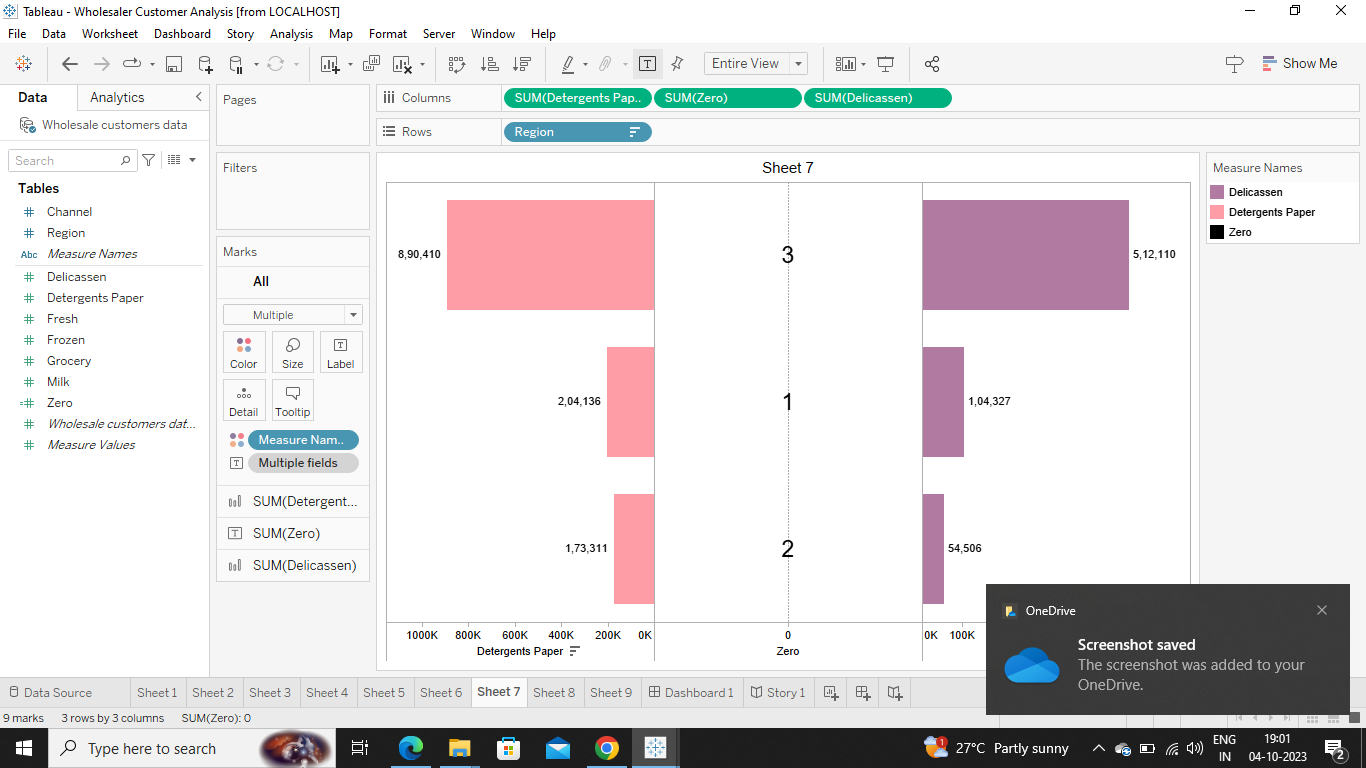 Tableau - Wholesaler Customer Analysis [from LOCALHOST]
File Data Worksheet Dashboard Story Analysis Map Format Server Window Help
Entire View
Show Me
Data Analytics
Wholesale customers data
Search
Tables
Channel
Region
Abc Measure Names
Delicassen
Detergents Paper
Fresh
Frozen
Grocery
Milk
Zero
Wholesale customers dat...
Measure Values
Pages
Filters
Marks
All
Multiple
Color Size Label
Detail Tooltip
Measure Nam..
Multiple fields
SUM(Detergent...
SUM(Zero)
SUM(Delicassen)
Columns SUM(Detergents Pap.. SUM(Zero) SUM(Delicassen)
Rows Region
Sheet 7
8,90,410 3 5,12,110
2,04,136 1 1,04,327
1,73,311 2 54,506
1000K 800K 600K 400K 200K 0K 0 0K 100K
Detergents Paper Zero
Measure Names
Delicassen
Detergents Paper
Zero
OneDrive
Screenshot saved
The screenshot was added to your
OneDrive.
Data Source Sheet 1 Sheet 2 Sheet 3 Sheet 4 Sheet 5 Sheet 6 Sheet 7 Sheet 8 Sheet 9 Dashboard 1 Story 1
9 marks 3 rows by 3 columns SUM(Zero): 0
Type here to search
1 27°C Partly sunny
ENG
IN
19:01
04-10-2023
2